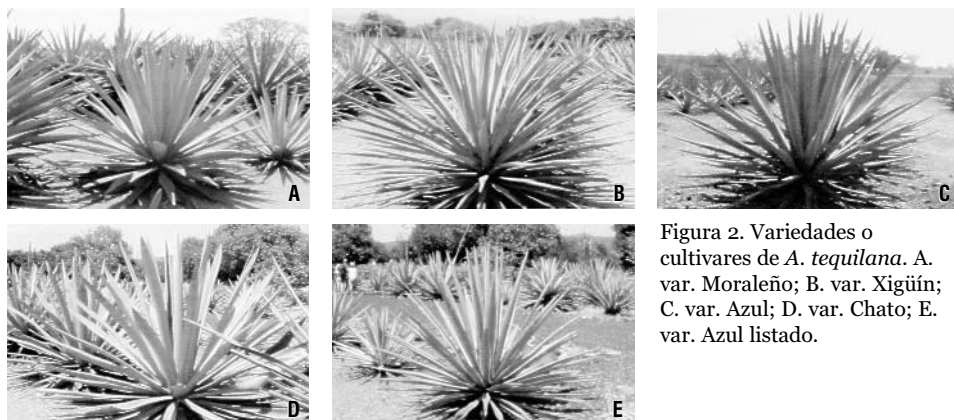 A
B
C
D
E
Figura 2. Variedades o
cultivares de A. tequilana. A.
var. Moraleño; B. var. Xigüín;
C. var. Azul; D. var. Chato; E.
var. Azul listado.